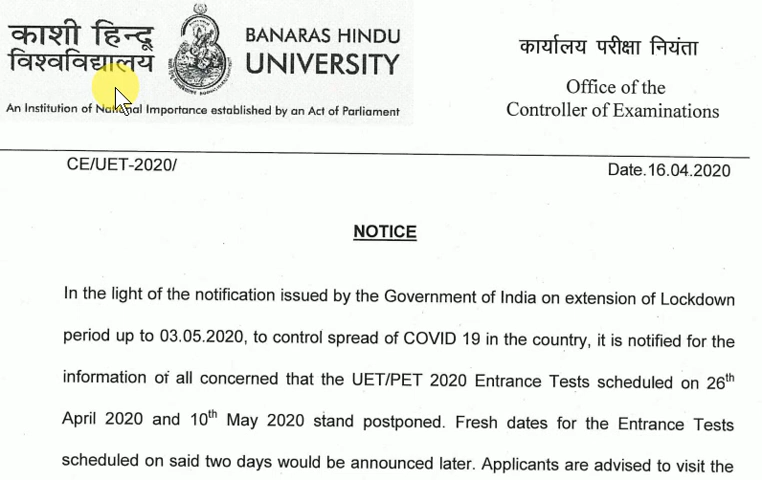 काशी हिन्दू
विश्वविद्यालय
BANARAS HINDU
UNIVERSITY
An Institution of National Importance established by an Act of Parliament
कार्यालय परीक्षा नियंता
Office of the
Controller of Examinations
CE/UET-2020/
Date.16.04.2020
NOTICE
In the light of the notification issued by the Government of India on extension of Lockdown
period up to 03.05.2020, to control spread of COVID 19 in the country, it is notified for the
information of all concerned that the UET/PET 2020 Entrance Tests scheduled on 26th
April 2020 and 10th May 2020 stand postponed. Fresh dates for the Entrance Tests
scheduled on said two days would be announced later. Applicants are advised to visit the